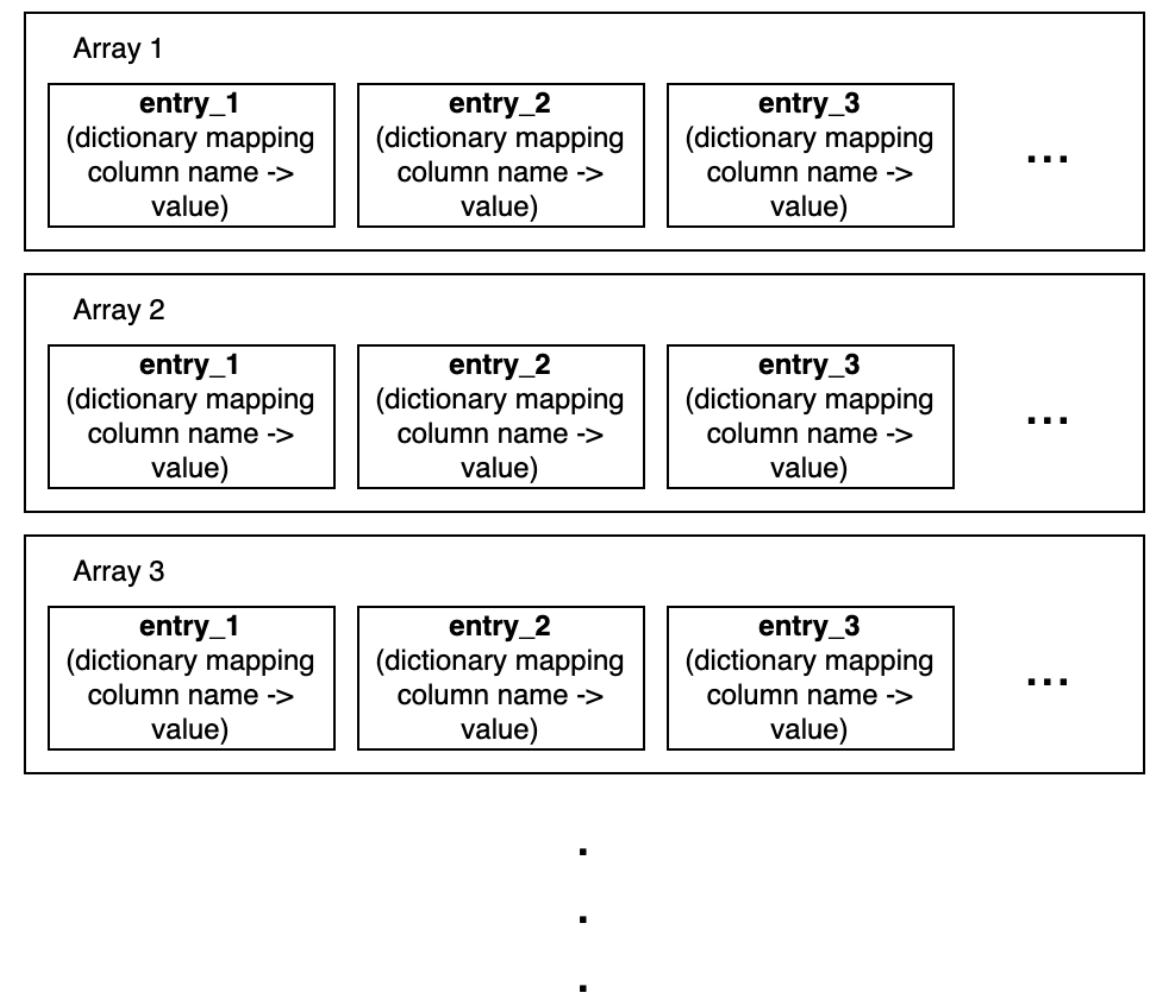 Array 1
entry_1 entry_2 entry_3
(dictionary mapping (dictionary mapping (dictionary mapping
column name -> column name -> column name ->
value) value) value)
...
Array 2
entry_1 entry_2 entry_3
(dictionary mapping (dictionary mapping (dictionary mapping
column name -> column name -> column name ->
value) value) value)
...
Array 3
entry_1 entry_2 entry_3
(dictionary mapping (dictionary mapping (dictionary mapping
column name -> column name -> column name ->
value) value) value)
...
.
.
.